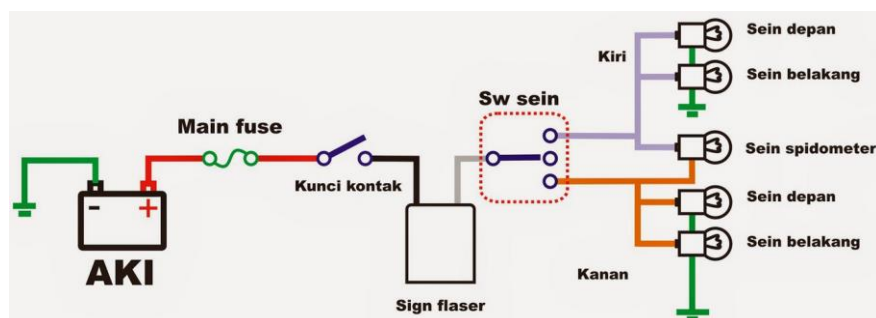 Sein depan
Kiri
Sein belakang
Sw sein
Main fuse
Sein spidometer
Kunci kontak
- +
Sein depan
AKI
Sein belakang
Kanan
Sign flaser